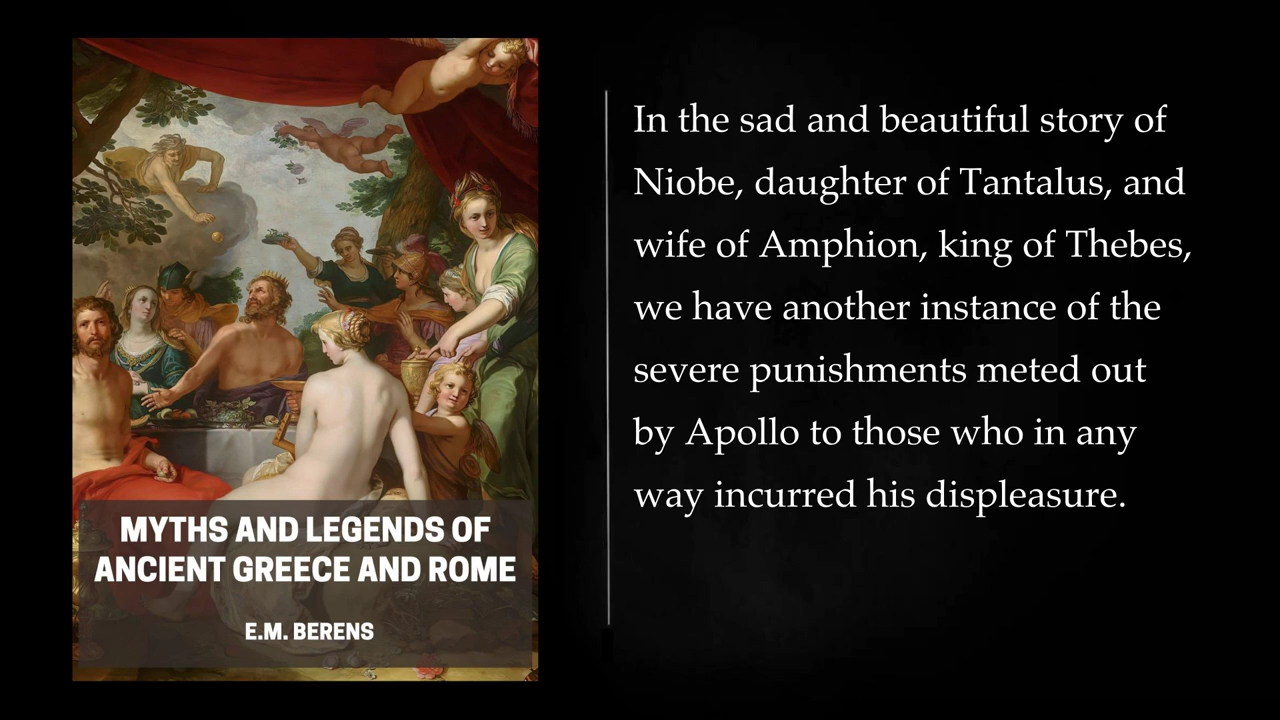 MYTHS AND LEGENDS OF
ANCIENT GREECE AND ROME
E.M. BERENS
In the sad and beautiful story of
Niobe, daughter of Tantalus, and
wife of Amphion, king of Thebes,
we have another instance of the
severe punishments meted out
by Apollo to those who in any
way incurred his displeasure.